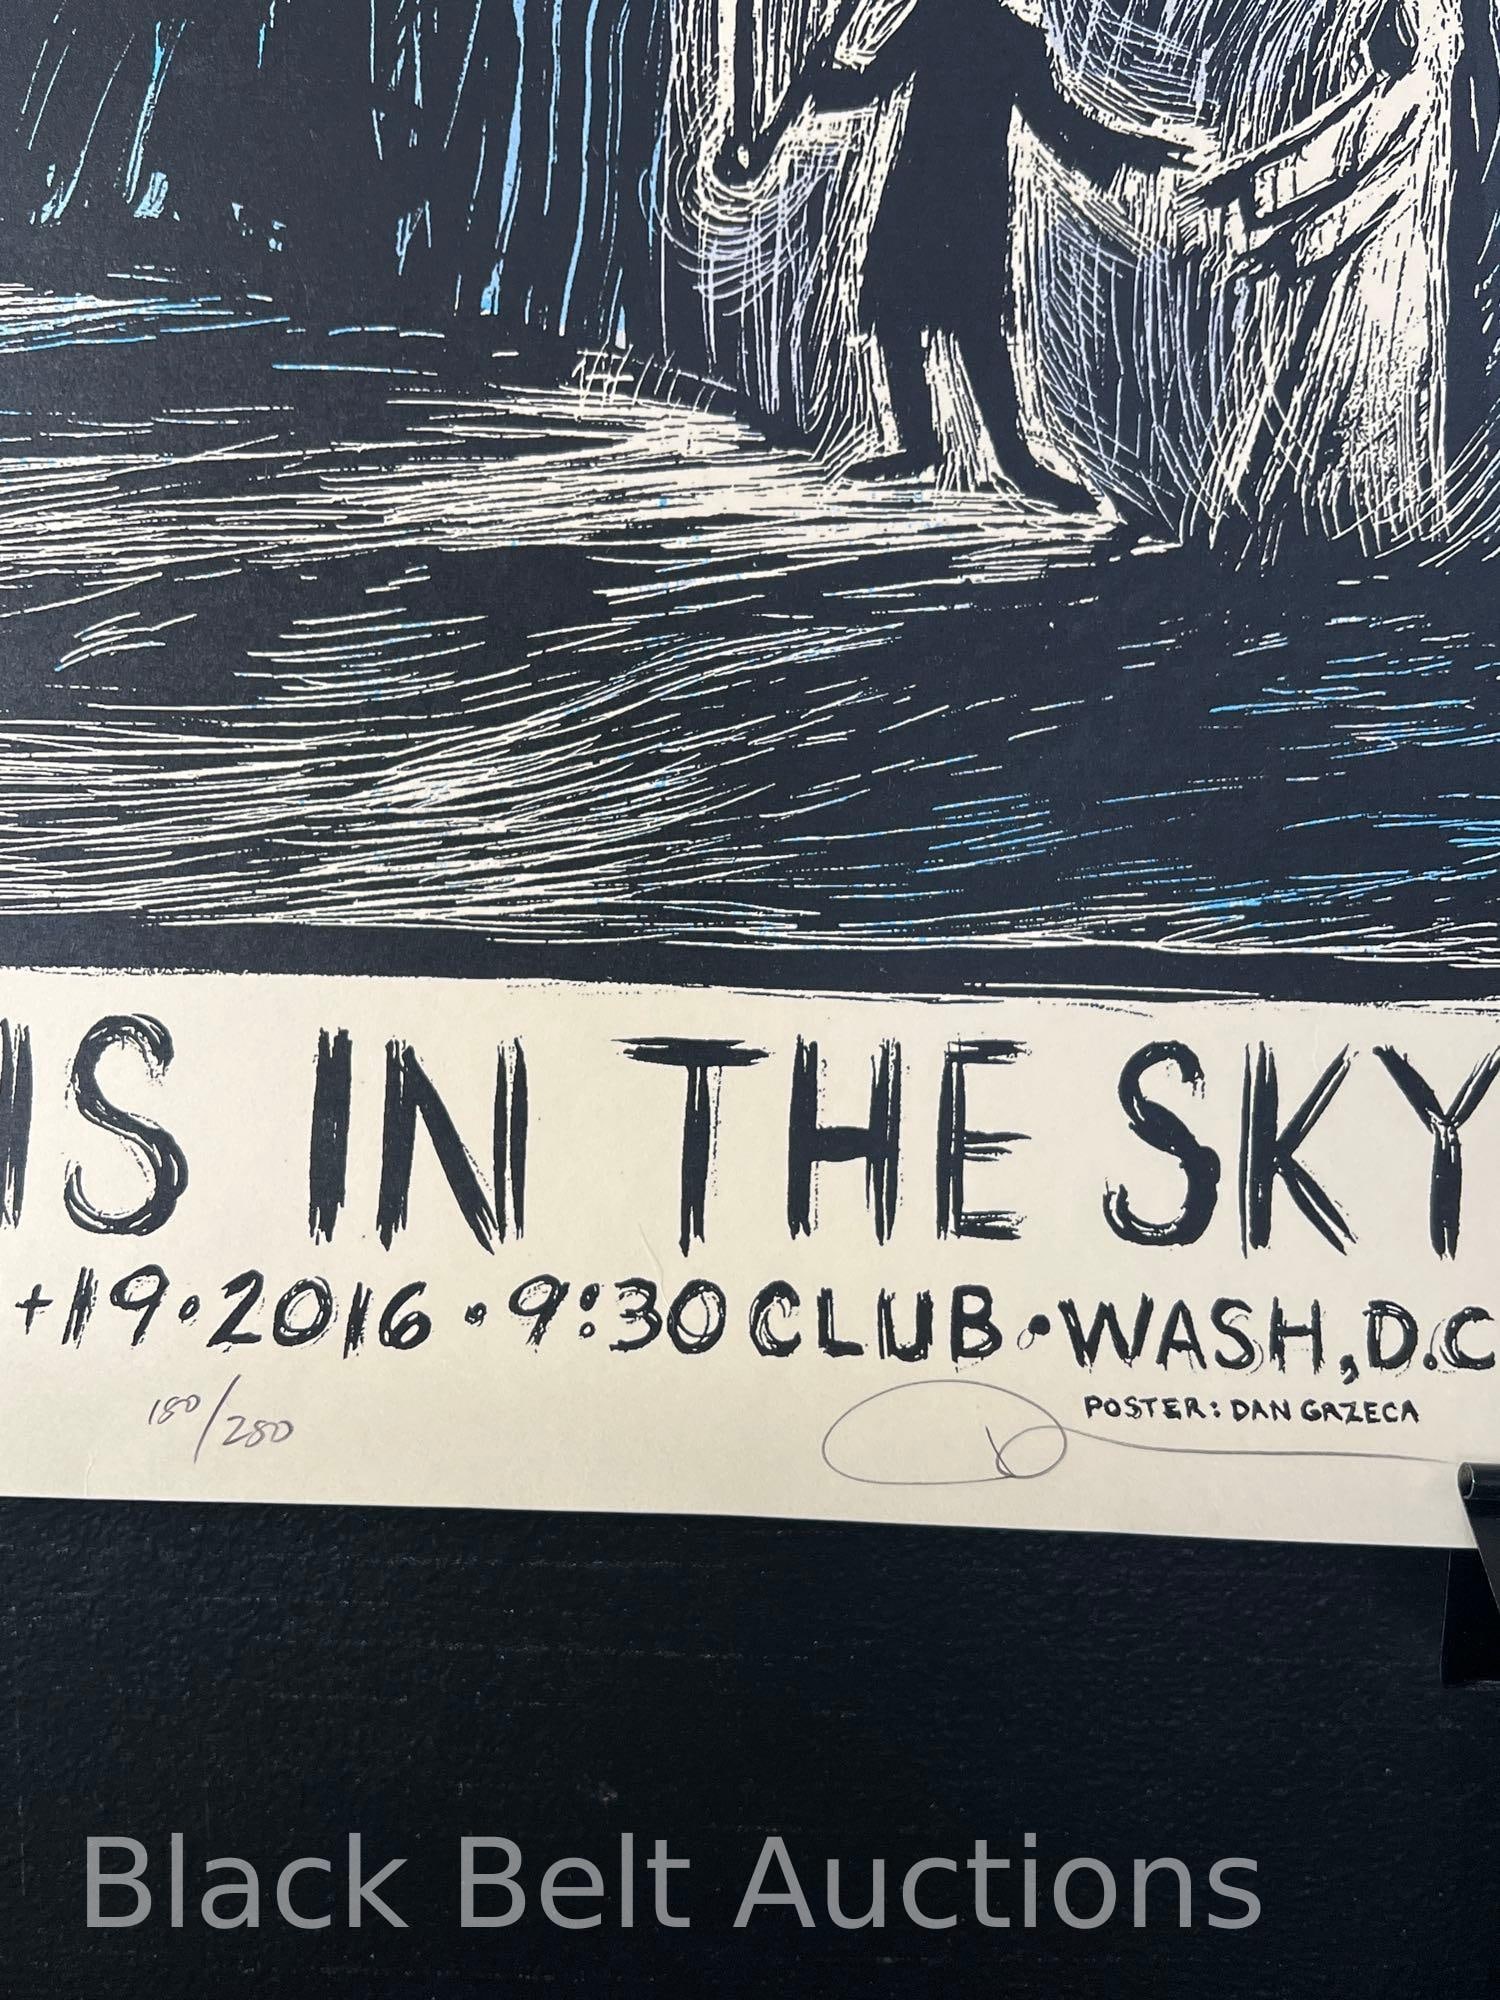 IS IN THE SKY
+19•2016•9:30 CLUB•WASH, D.C
POSTER: DAN GRZECA
180/280
Black Belt Auctions